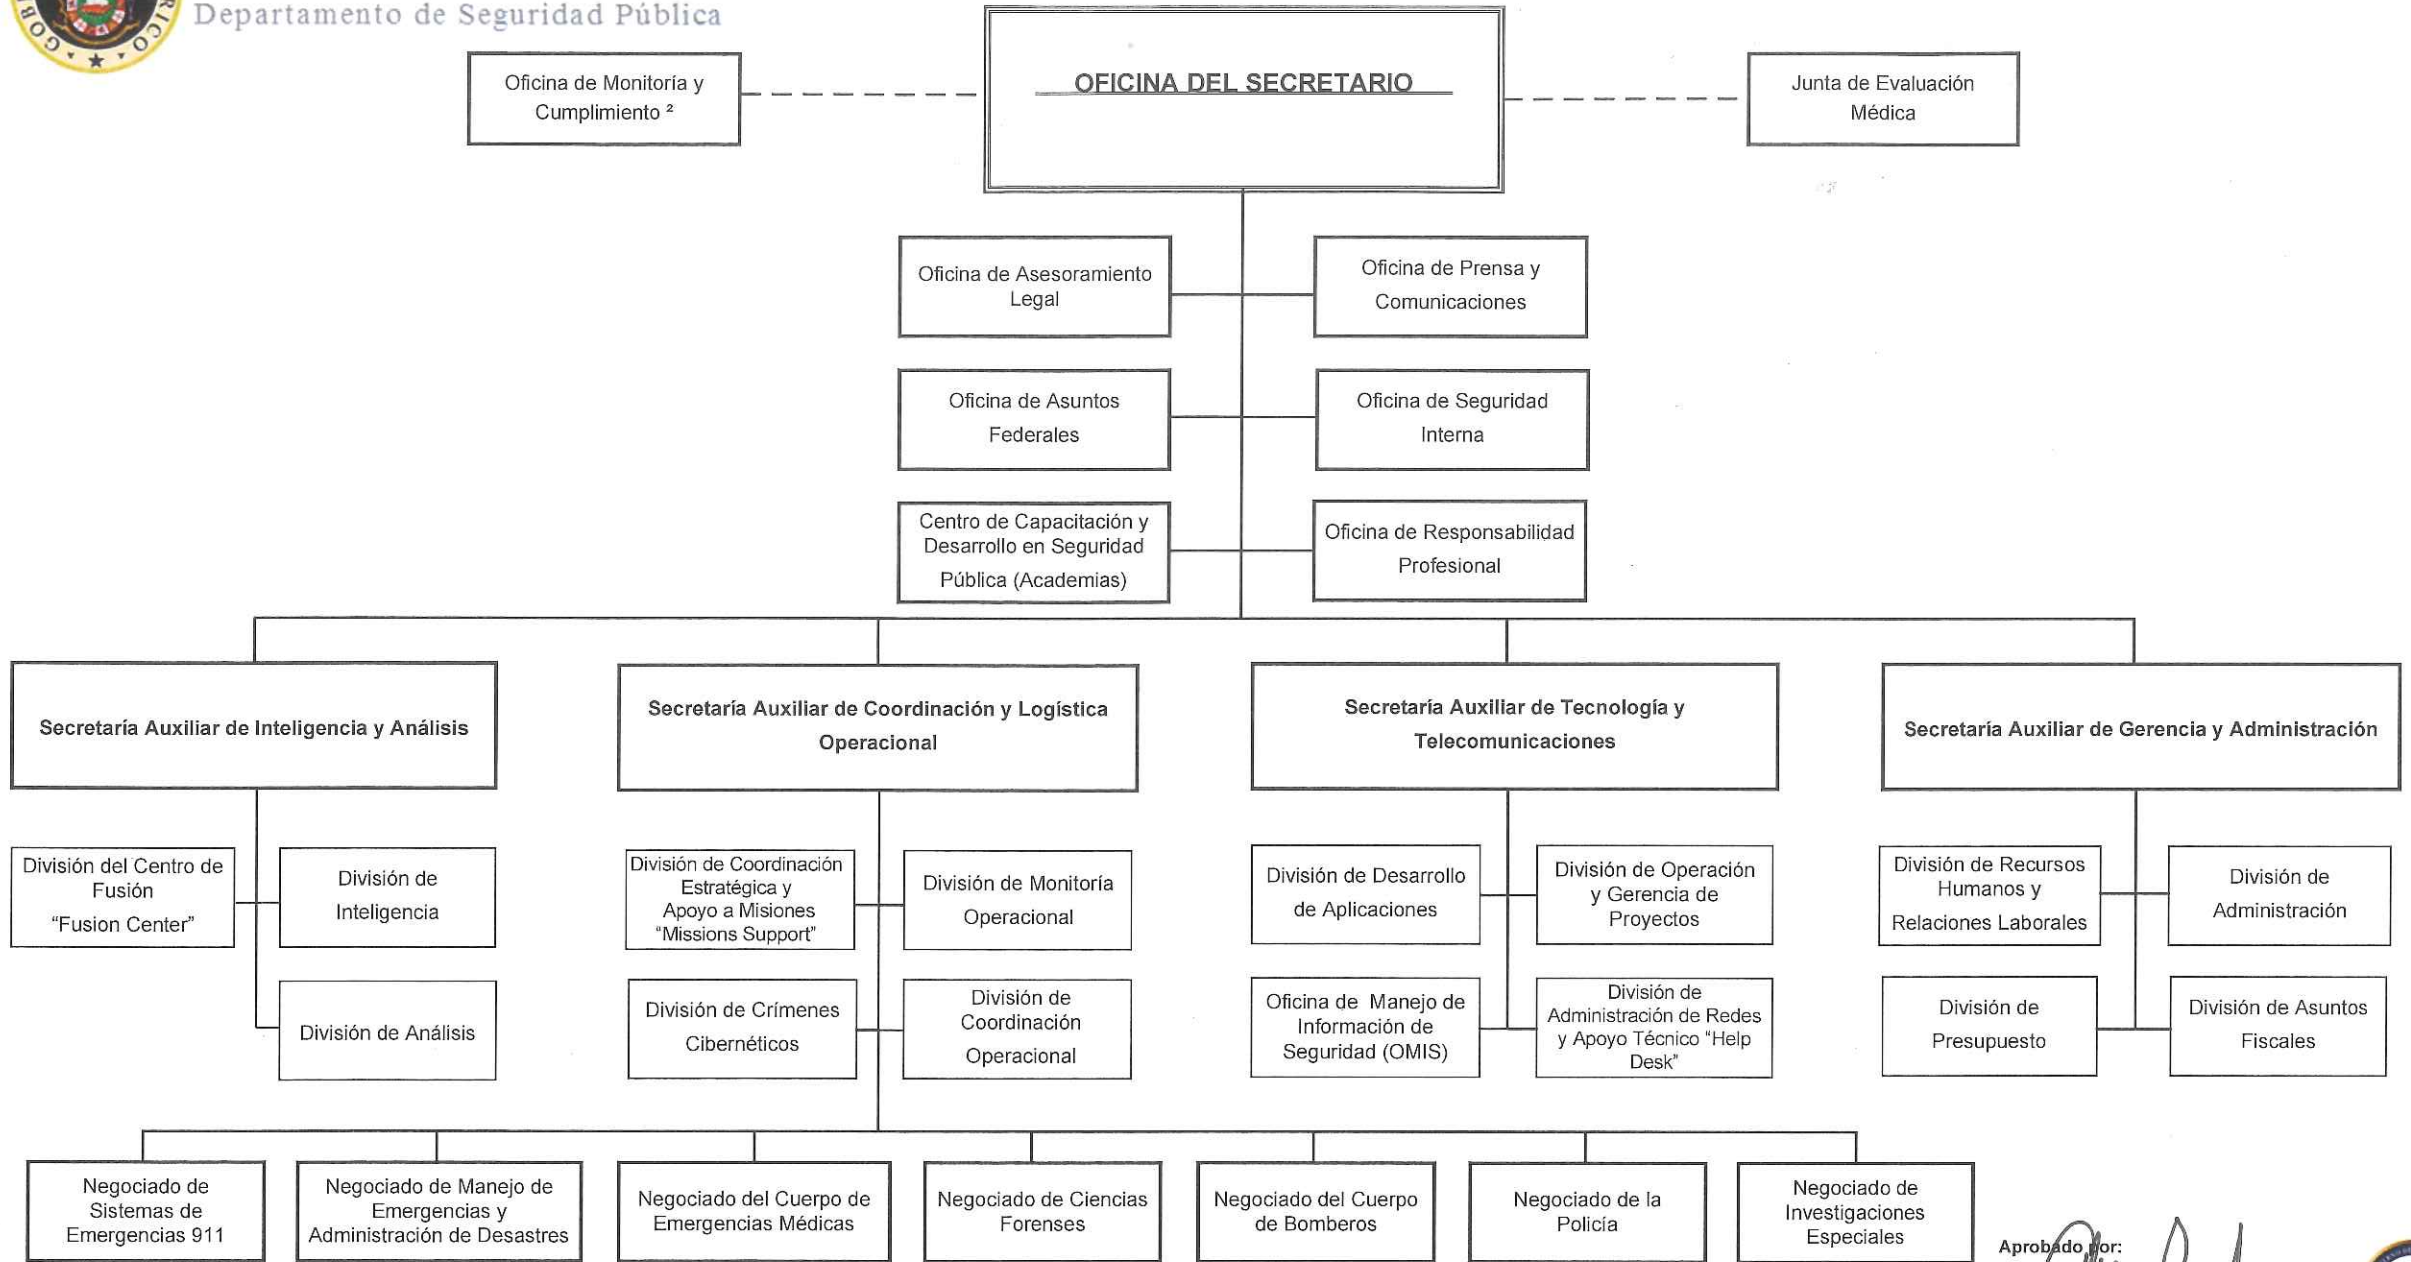 Departamento de Seguridad Pública
Oficina de Monitoría y
Cumplimiento ²
OFICINA DEL SECRETARIO
Junta de Evaluación
Médica
Oficina de Asesoramiento
Legal
Oficina de Prensa y
Comunicaciones
Oficina de Asuntos
Federales
Oficina de Seguridad
Interna
Centro de Capacitación y
Desarrollo en Seguridad
Pública (Academias)
Oficina de Responsabilidad
Profesional
Secretaría Auxiliar de Inteligencia y Análisis
Secretaría Auxiliar de Coordinación y Logística
Operacional
Secretaría Auxiliar de Tecnología y
Telecomunicaciones
Secretaría Auxiliar de Gerencia y Administración
División del Centro de
Fusión
“Fusion Center”
División de
Inteligencia
División de Coordinación
Estratégica y
Apoyo a Misiones
“Missions Support”
División de Monitoría
Operacional
División de Desarrollo
de Aplicaciones
División de Operación
y Gerencia de
Proyectos
División de Recursos
Humanos y
Relaciones Laborales
División de
Administración
División de Análisis
División de Crímenes
Cibernéticos
División de
Coordinación
Operacional
Oficina de Manejo de
Información de
Seguridad (OMIS)
División de
Administración de Redes
y Apoyo Técnico “Help
Desk”
División de
Presupuesto
División de Asuntos
Fiscales
Negociado de
Sistemas de
Emergencias 911
Negociado de Manejo de
Emergencias y
Administración de Desastres
Negociado del Cuerpo de
Emergencias Médicas
Negociado de Ciencias
Forenses
Negociado del Cuerpo
de Bomberos
Negociado de la
Policía
Negociado de
Investigaciones
Especiales
Aprobado por: